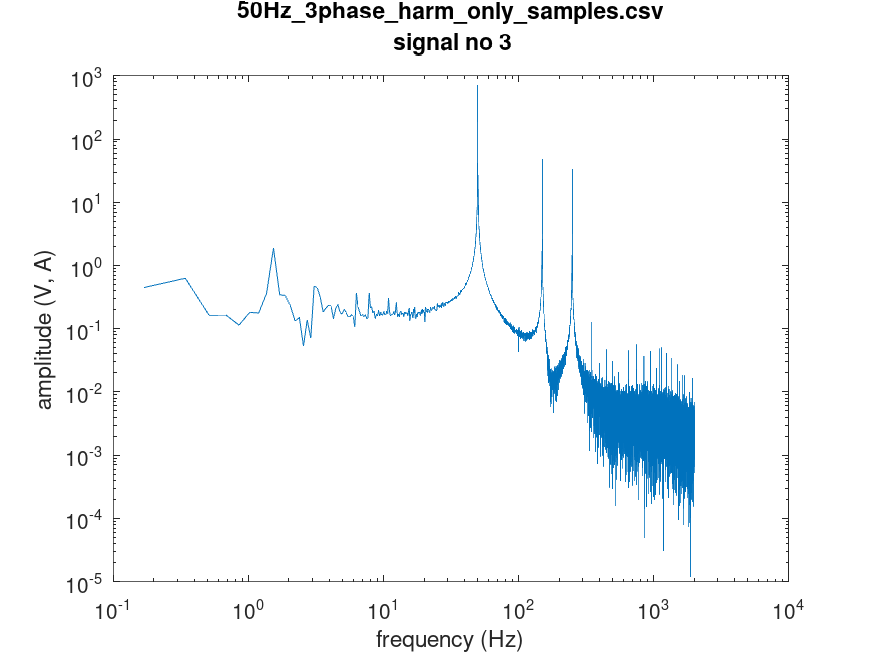 50Hz_3phase_harm_only_samples.csv
signal no 3
10^3
10^2
10^1
10^0
10^-1
10^-2
10^-3
10^-4
10^-5
amplitude (V, A)
10^-1 10^0 10^1 10^2 10^3 10^4
frequency (Hz)